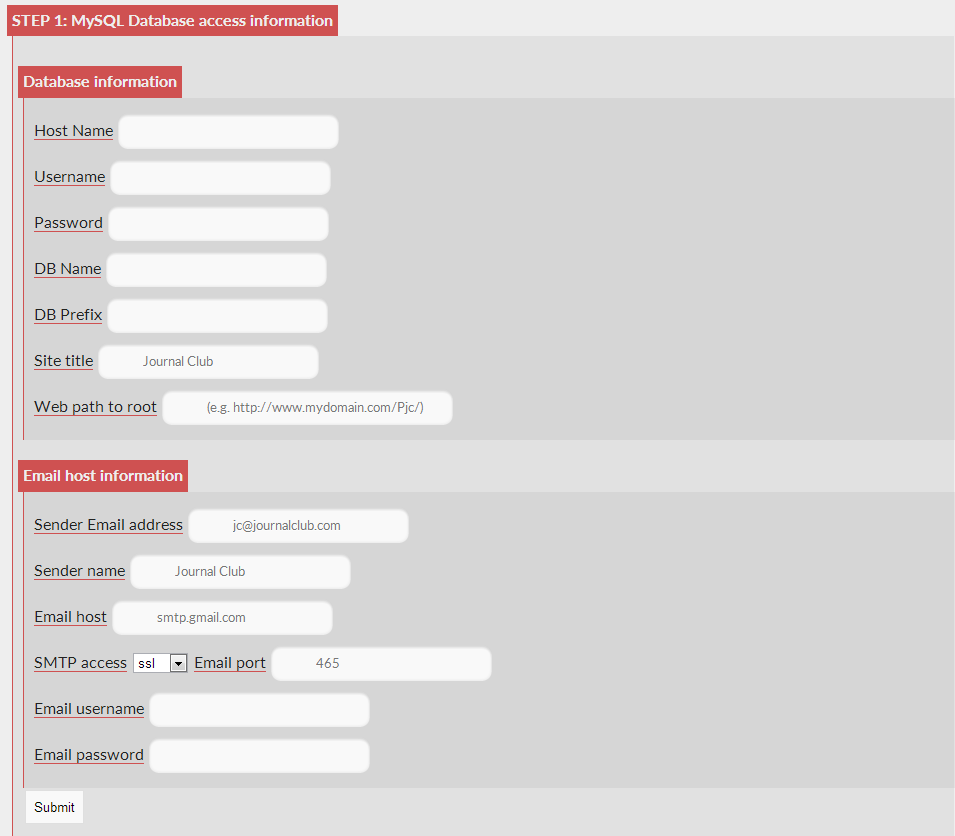 STEP 1: MySQL Database access information
Database information
Host Name
Username
Password
DB Name
DB Prefix
Site title Journal Club
Web path to root (e.g. http://www.mydomain.com/Pjc/)
Email host information
Sender Email address jc@journalclub.com
Sender name Journal Club
Email host smtp.gmail.com
SMTP access ssl Email port 465
Email username
Email password
Submit